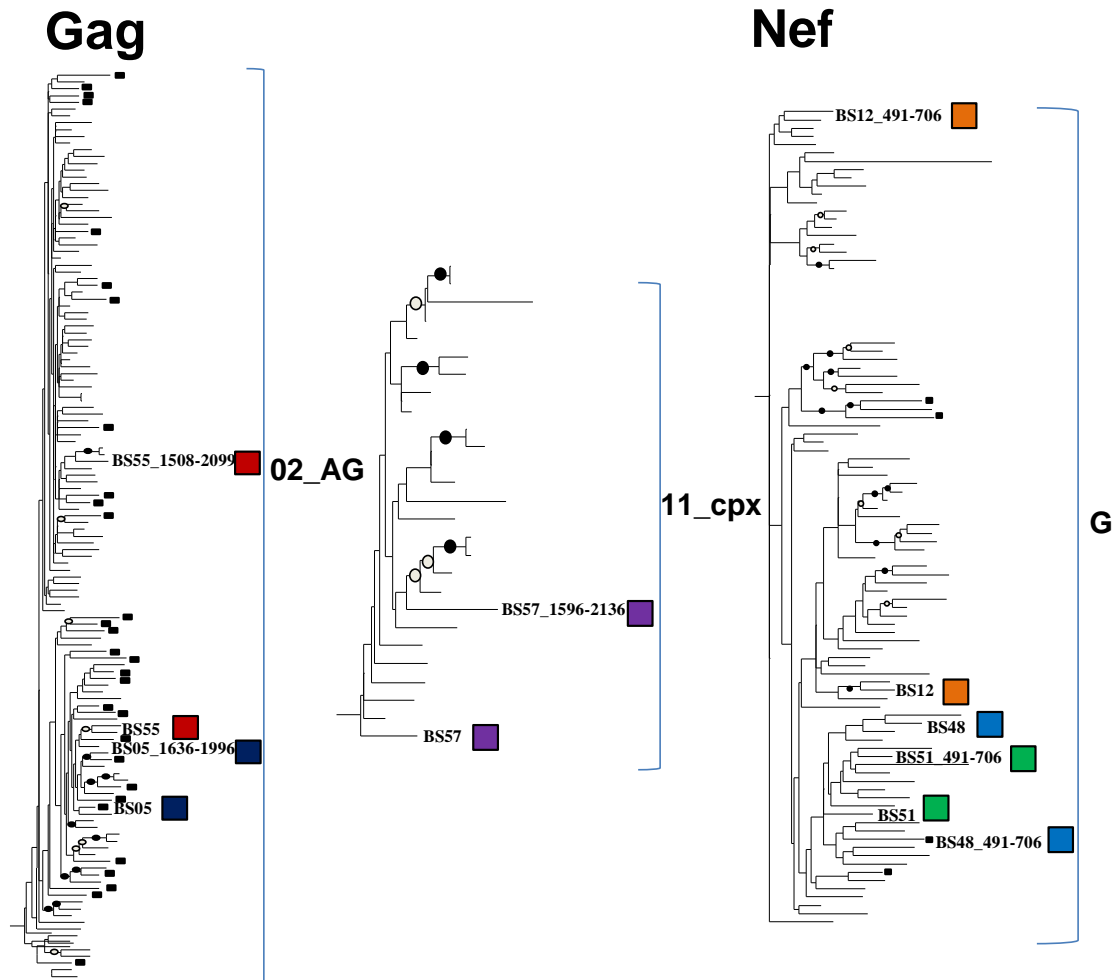 Gag
Nef
BS12_491-706
BS55_1508-2099
02_AG
11_cpx
G
BS57_1596-2136
BS12
BS55
BS48
BS57
BS05_1636-1996
BS51_491-706
BS05
BS51
BS48_491-706